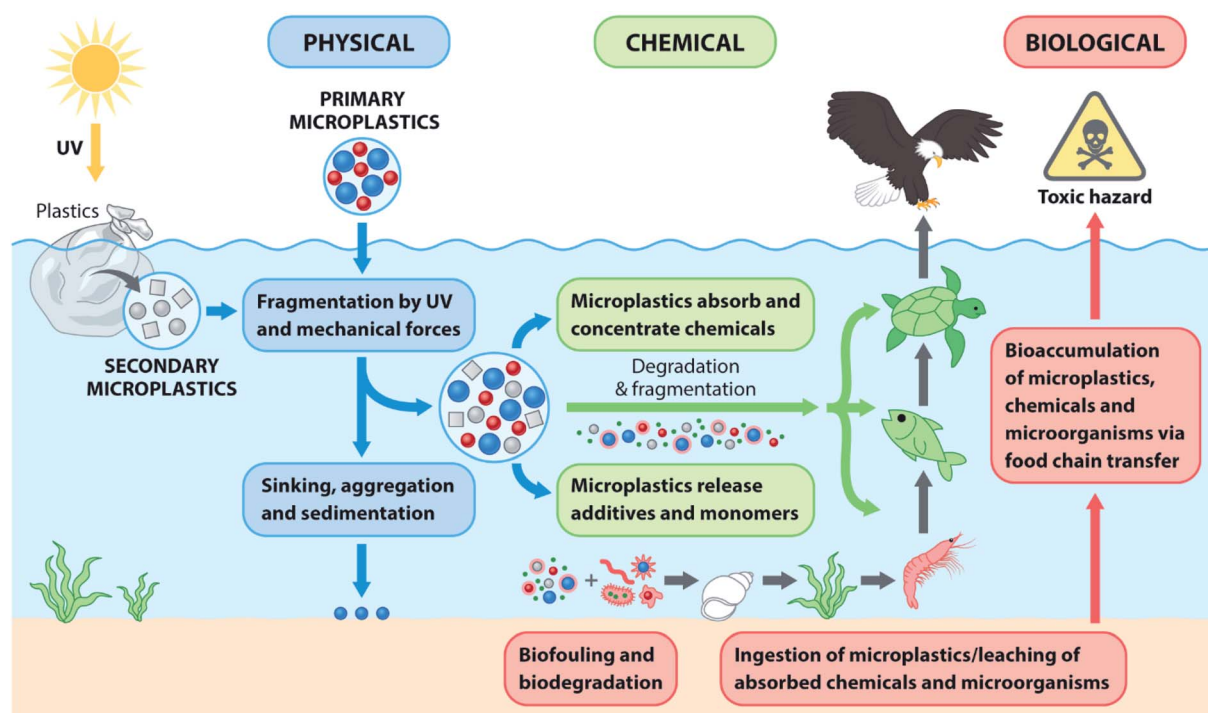 PHYSICAL
CHEMICAL
BIOLOGICAL
PRIMARY
MICROPLASTICS
UV
Toxic hazard
Plastics
Fragmentation by UV
and mechanical forces
Microplastics absorb and
concentrate chemicals
SECONDARY
MICROPLASTICS
Degradation
& fragmentation
Bioaccumulation
of microplastics,
chemicals and
microorganisms via
food chain transfer
Sinking, aggregation
and sedimentation
Microplastics release
additives and monomers
+
Biofouling and
biodegradation
Ingestion of microplastics/leaching of
absorbed chemicals and microorganisms